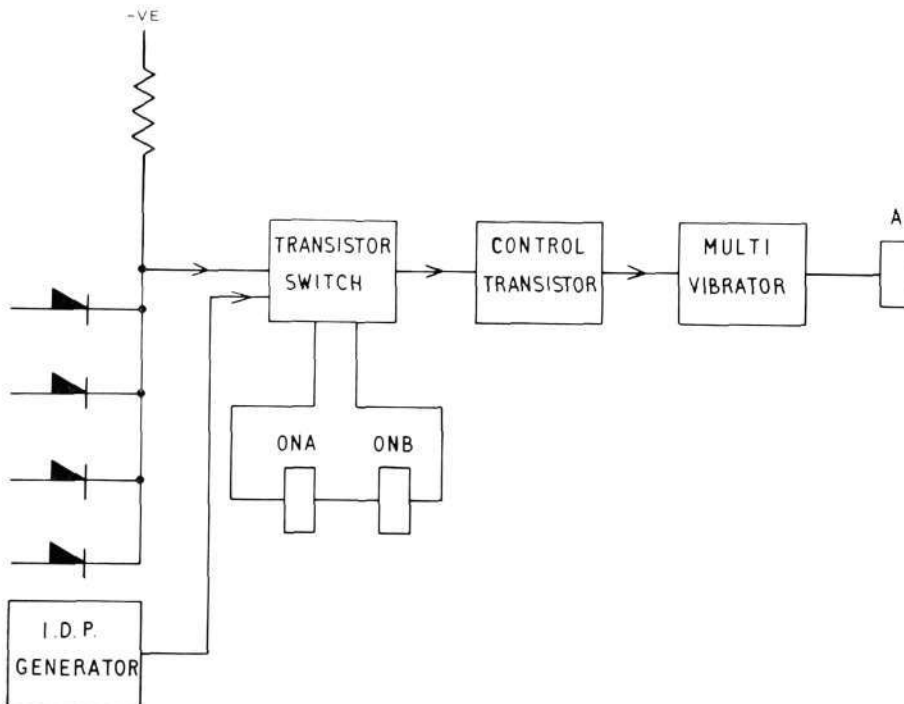 -VE
TRANSISTOR
SWITCH
CONTROL
TRANSISTOR
MULTI
VIBRATOR
A
ONA
ONB
I.D.P.
GENERATOR